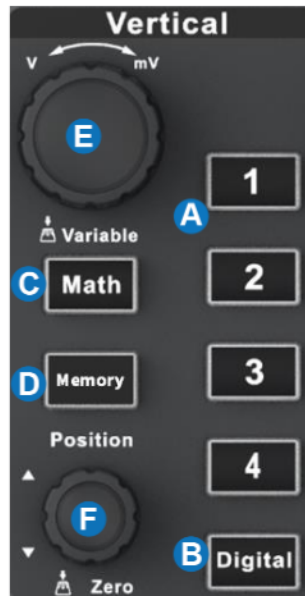 Vertical
V mV
E
1
A
Variable
C Math
2
D Memory
3
Position
4
F
B Digital
Zero